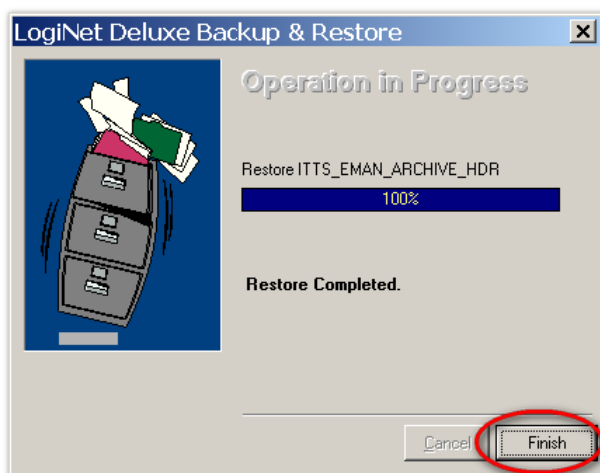 LogiNet Deluxe Backup & Restore
Operation in Progress
Restore ITTS_EMAN_ARCHIVE_HDR
100%
Restore Completed.
Cancel
Finish